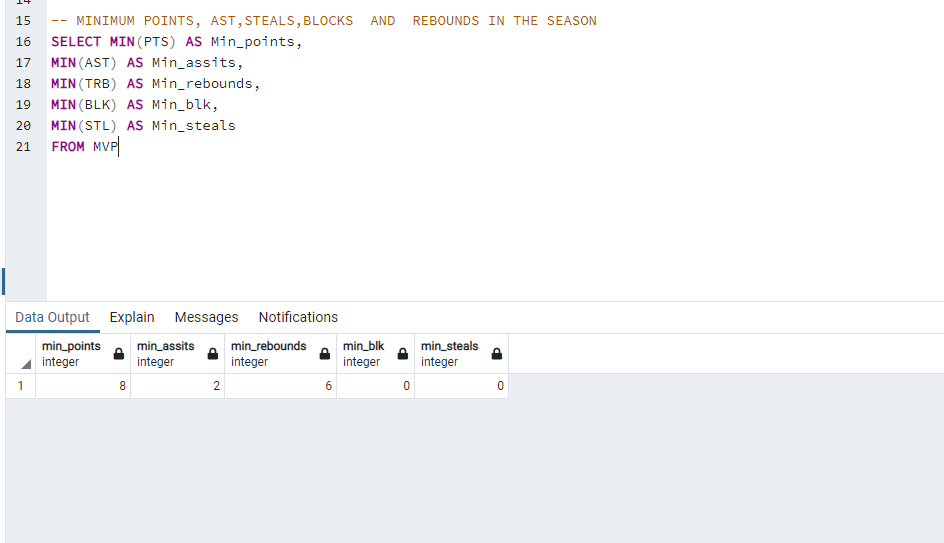 14
15 -- MINIMUM POINTS, AST,STEALS,BLOCKS  AND  REBOUNDS IN THE SEASON
16 SELECT MIN(PTS) AS Min_points,
17 MIN(AST) AS Min_assits,
18 MIN(TRB) AS Min_rebounds,
19 MIN(BLK) AS Min_blk,
20 MIN(STL) AS Min_steals
21 FROM MVP
Data Output Explain Messages Notifications
min_points min_assits min_rebounds min_blk min_steals
integer integer integer integer integer
1 8 2 6 0 0